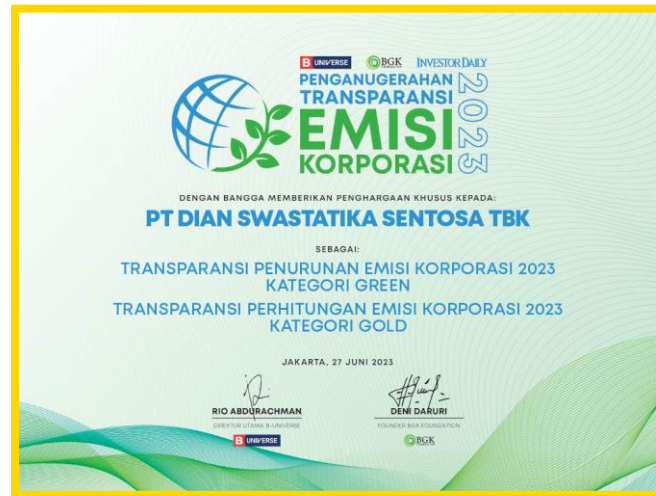 B UNIVERSE BGK INVESTOR DAILY
PENGANUGERAHAN
TRANSPARANSI
EMISI
KORPORASI
2023
DENGAN BANGGA MEMBERIKAN PENGHARGAAN KHUSUS KEPADA:
PT DIAN SWASTATIKA SENTOSA TBK
SEBAGAI:
TRANSPARANSI PENURUNAN EMISI KORPORASI 2023
KATEGORI GREEN
TRANSPARANSI PERHITUNGAN EMISI KORPORASI 2023
KATEGORI GOLD
JAKARTA, 27 JUNI 2023
RIO ABDURACHMAN DENI DARURI
DIREKTUR UTAMA B-UNIVERSE FOUNDER BGK FOUNDATION
B UNIVERSE BGK